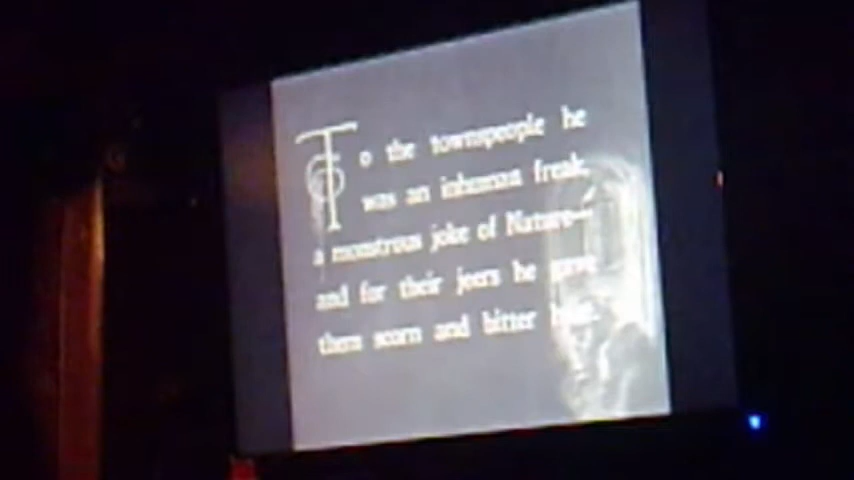 To the townspeople he
was an inhuman freak,
a monstrous joke of Nature—
and for their jeers he gave
them scorn and bitter hate.